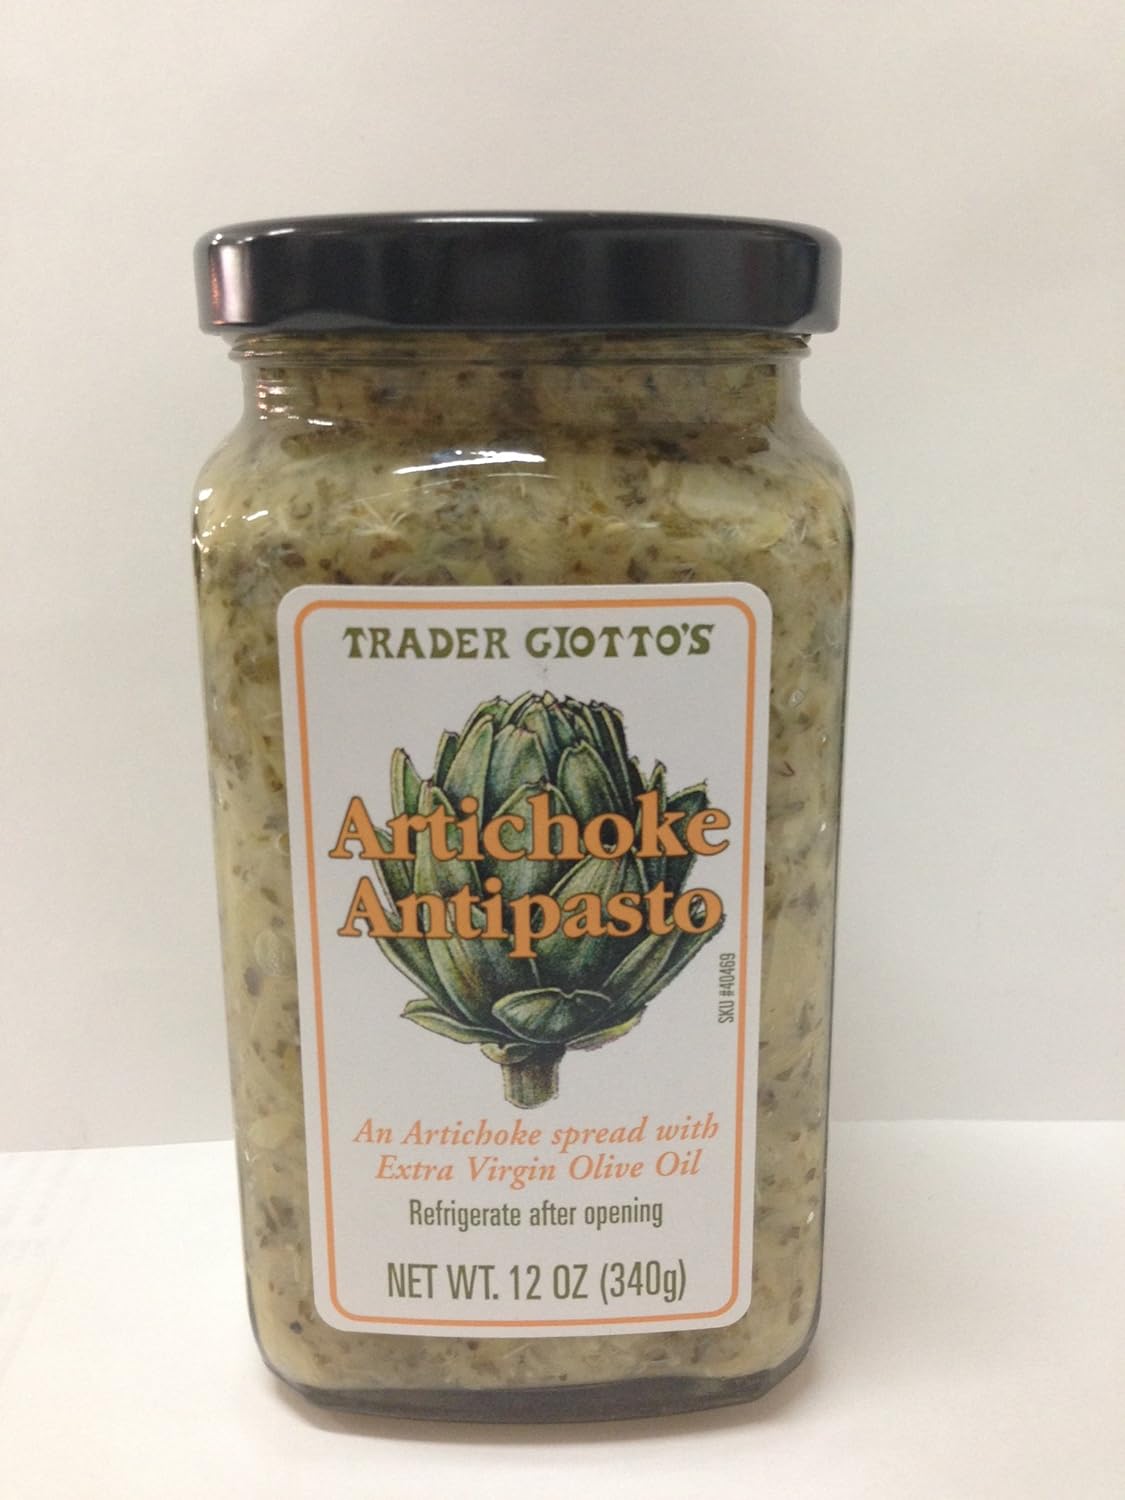 TRADER GIOTTO'S
Artichoke
Antipasto
SKU #40469
An Artichoke spread with
Extra Virgin Olive Oil
Refrigerate after opening
NET WT. 12 OZ (340g)